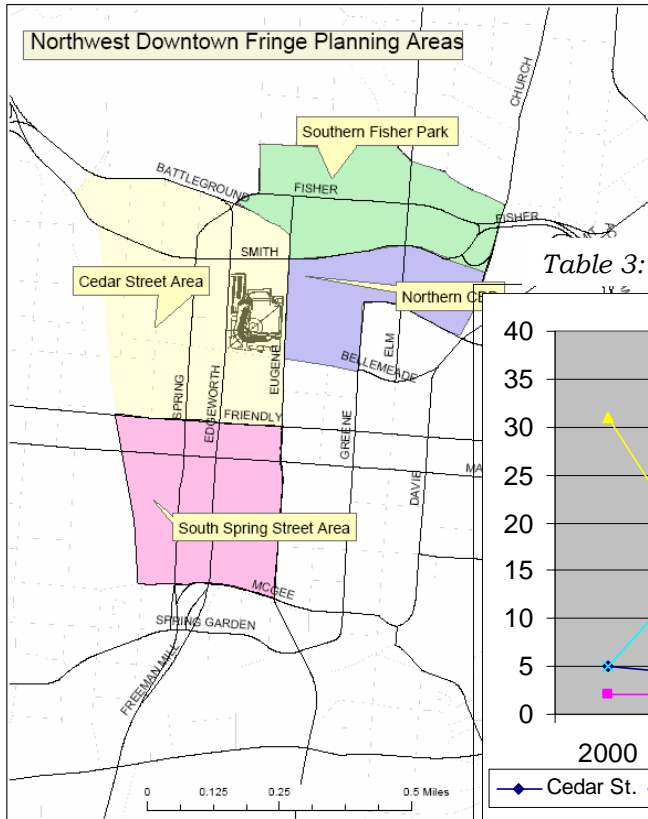 Northwest Downtown Fringe Planning Areas
CHURCH
Southern Fisher Park
BATTLEGROUND
FISHER
FISHER
SMITH
Table 3:
Cedar Street Area
Northern CBD
ELM
BELLEMEADE
EUGENE
SPRING
EDGEWORTH
FRIENDLY
GREENE
DAVIE
MA
South Spring Street Area
MCGEE
SPRING GARDEN
FREEMAN MILL
0 0.125 0.25 0.5 Miles
40
35
30
25
20
15
10
5
0
2000
Cedar St.